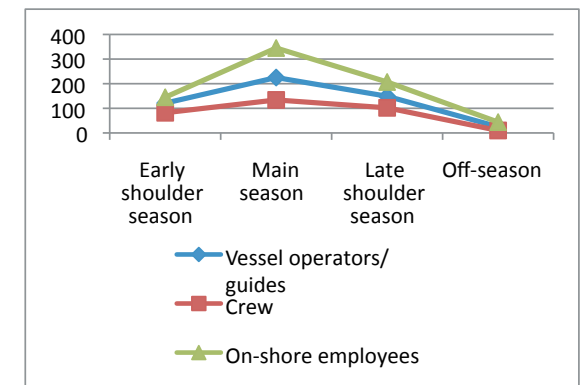 400
300
200
100
0
Early
shoulder
season
Main
season
Late
shoulder
season
Off-season
Vessel operators/
guides
Crew
On-shore employees